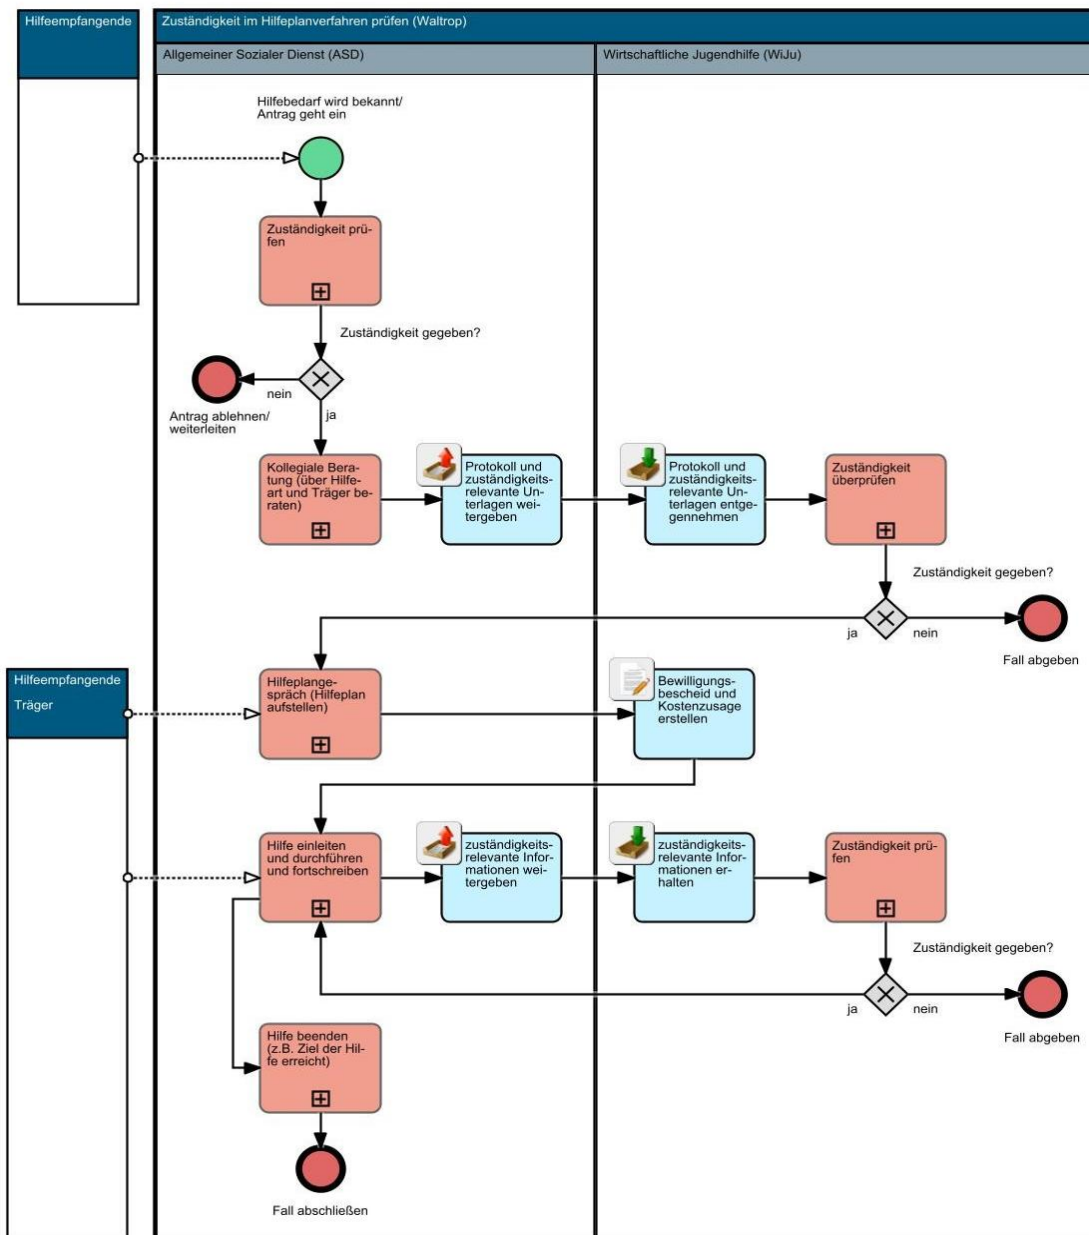 Hilfeempfangende
Zuständigkeit im Hilfeplanverfahren prüfen (Waltrop)
Allgemeiner Sozialer Dienst (ASD)
Wirtschaftliche Jugendhilfe (WiJu)
Hilfebedarf wird bekannt/
Antrag geht ein
Zuständigkeit prü-
fen
Zuständigkeit gegeben?
nein
ja
Antrag ablehnen/
weiterleiten
Kollegiale Bera-
tung (über Hilfe-
art und Träger be-
raten)
Protokoll und
zuständigkeits-
relevante Un-
terlagen wei-
tergeben
Protokoll und
zuständigkeits-
relevante Un-
terlagen entge-
gennehmen
Zuständigkeit
überprüfen
Zuständigkeit gegeben?
ja
nein
Fall abgeben
Hilfeempfangende
Träger
Hilfeplange-
spräch (Hilfeplan
aufstellen)
Bewilligungs-
bescheid und
Kostenzusage
erstellen
Hilfe einleiten
und durchführen
und fortschreiben
zuständigkeits-
relevante Infor-
mationen wei-
tergeben
zuständigkeits-
relevante Infor-
mationen er-
halten
Zuständigkeit prü-
fen
Zuständigkeit gegeben?
ja
nein
Fall abgeben
Hilfe beenden
(z.B. Ziel der Hil-
fe erreicht)
Fall abschließen